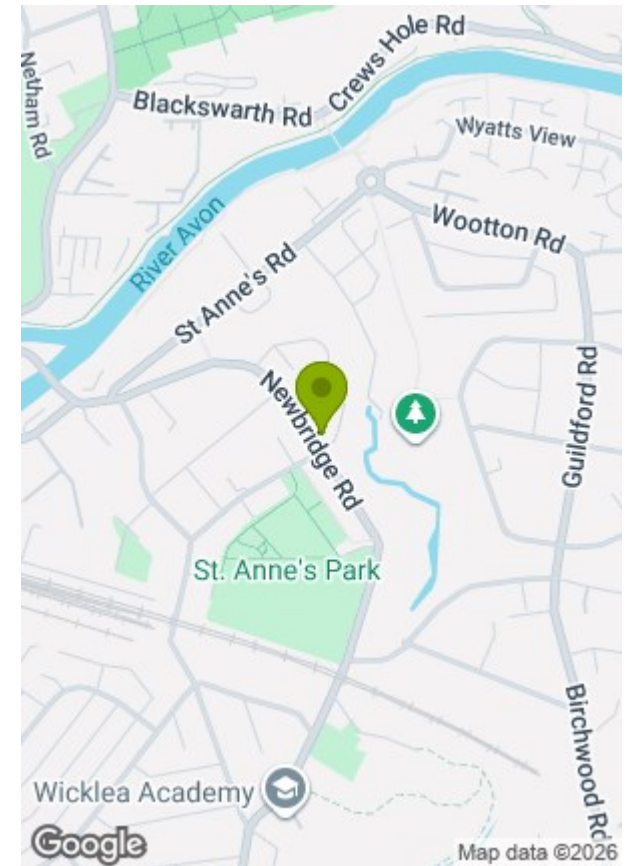 Crews Hole Rd
Netham Rd
Blackswarth Rd
Wyatts View
River Avon
Wootton Rd
St Anne's Rd
Guildford Rd
Newbridge Rd
St. Anne's Park
Birchwood Rd
Wicklea Academy
Google
Map data ©2026